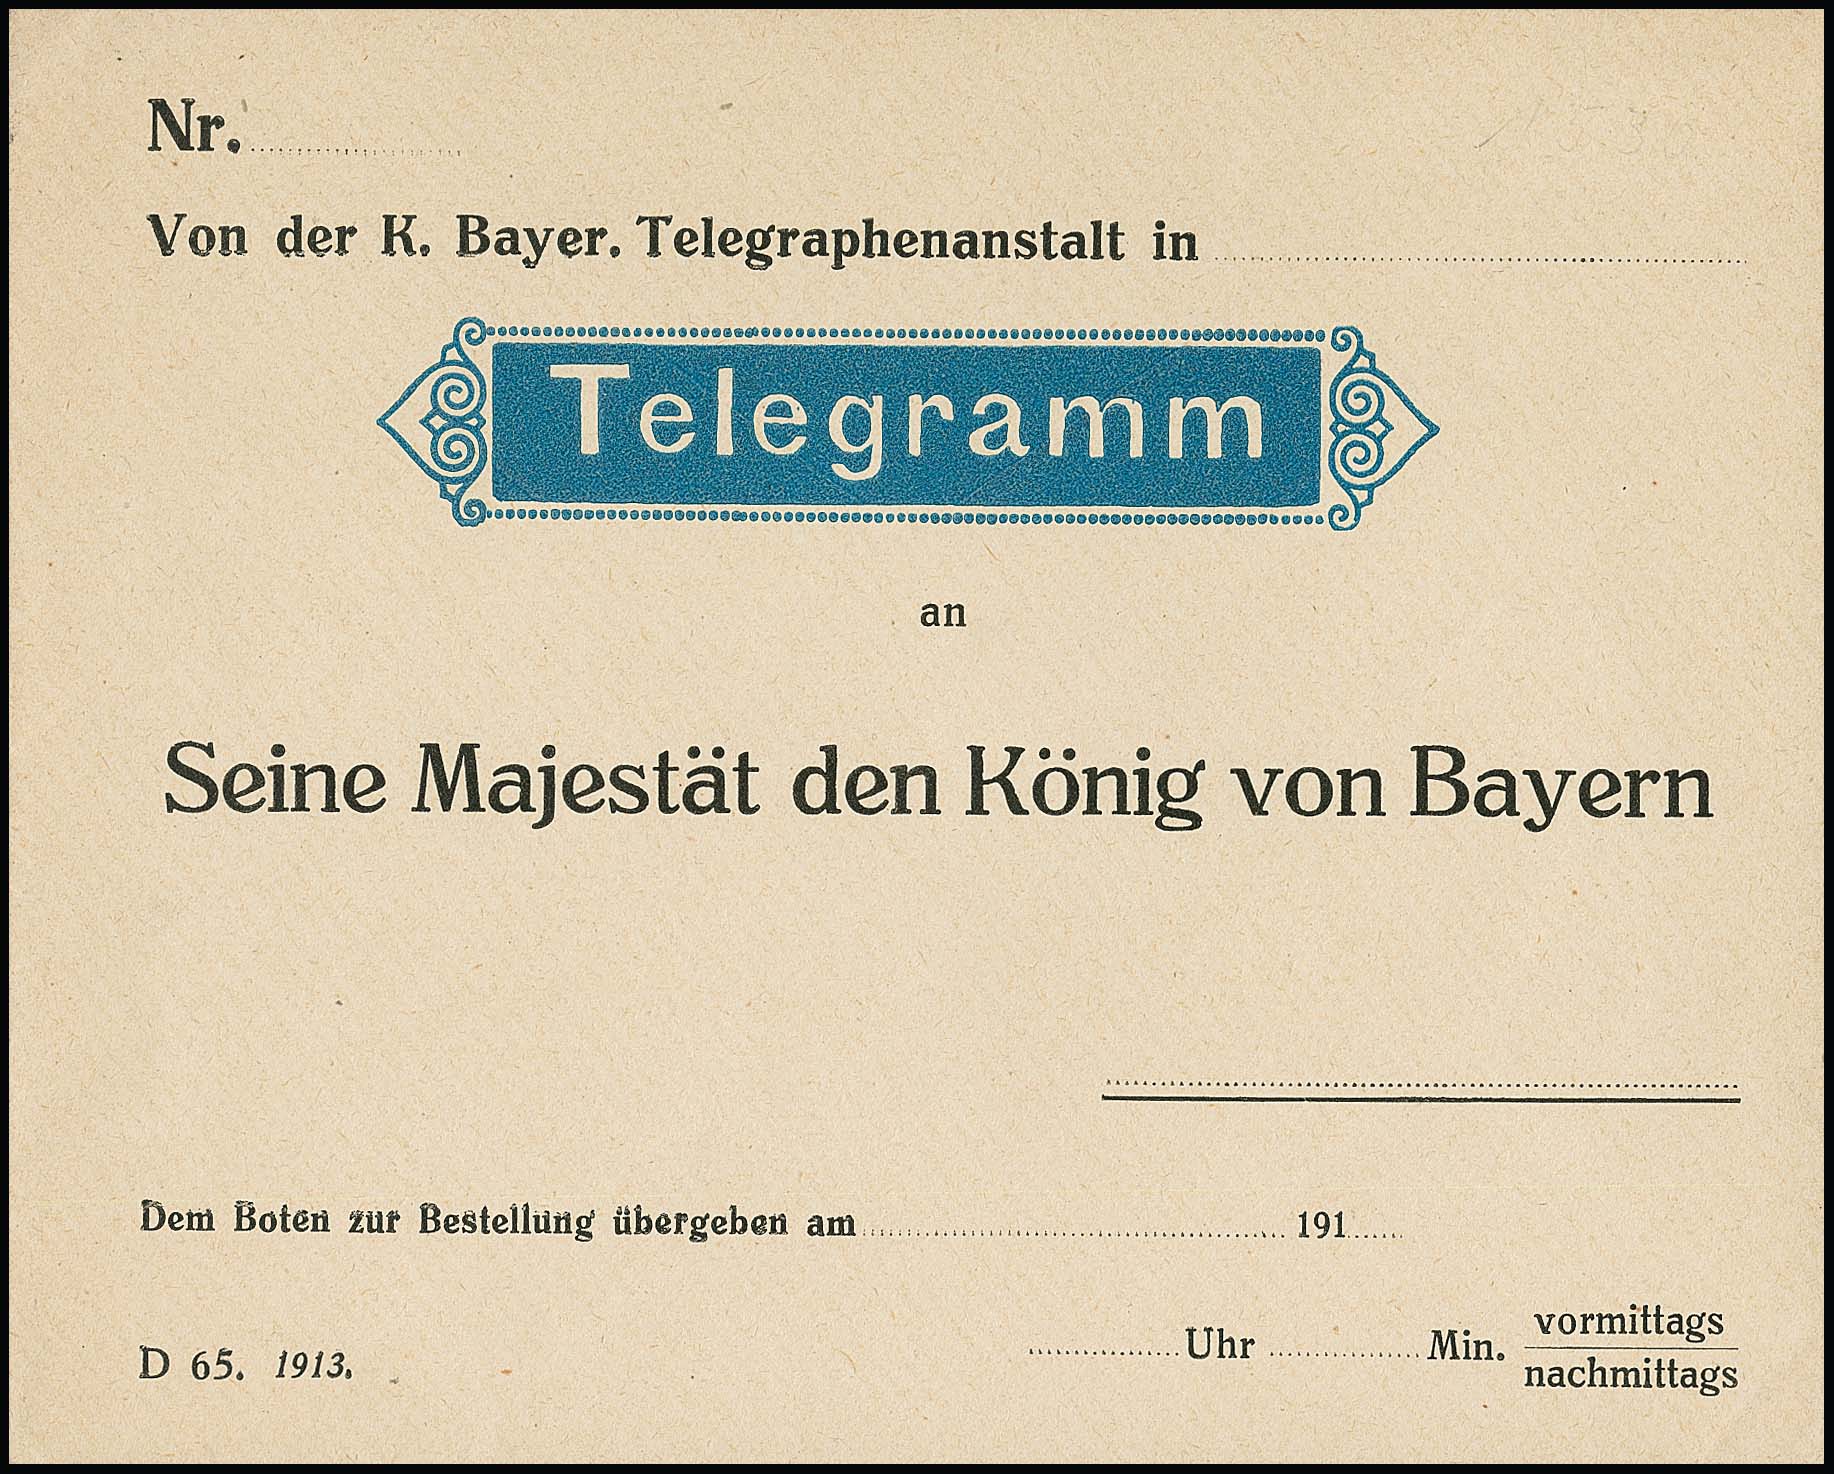 Nr.
Von der K. Bayer. Telegraphenanstalt in
Telegramm
an
Seine Majestät den König von Bayern
Dem Boten zur Bestellung übergeben am 191
Uhr Min. vormittags
nachmittags
D 65. 1913.